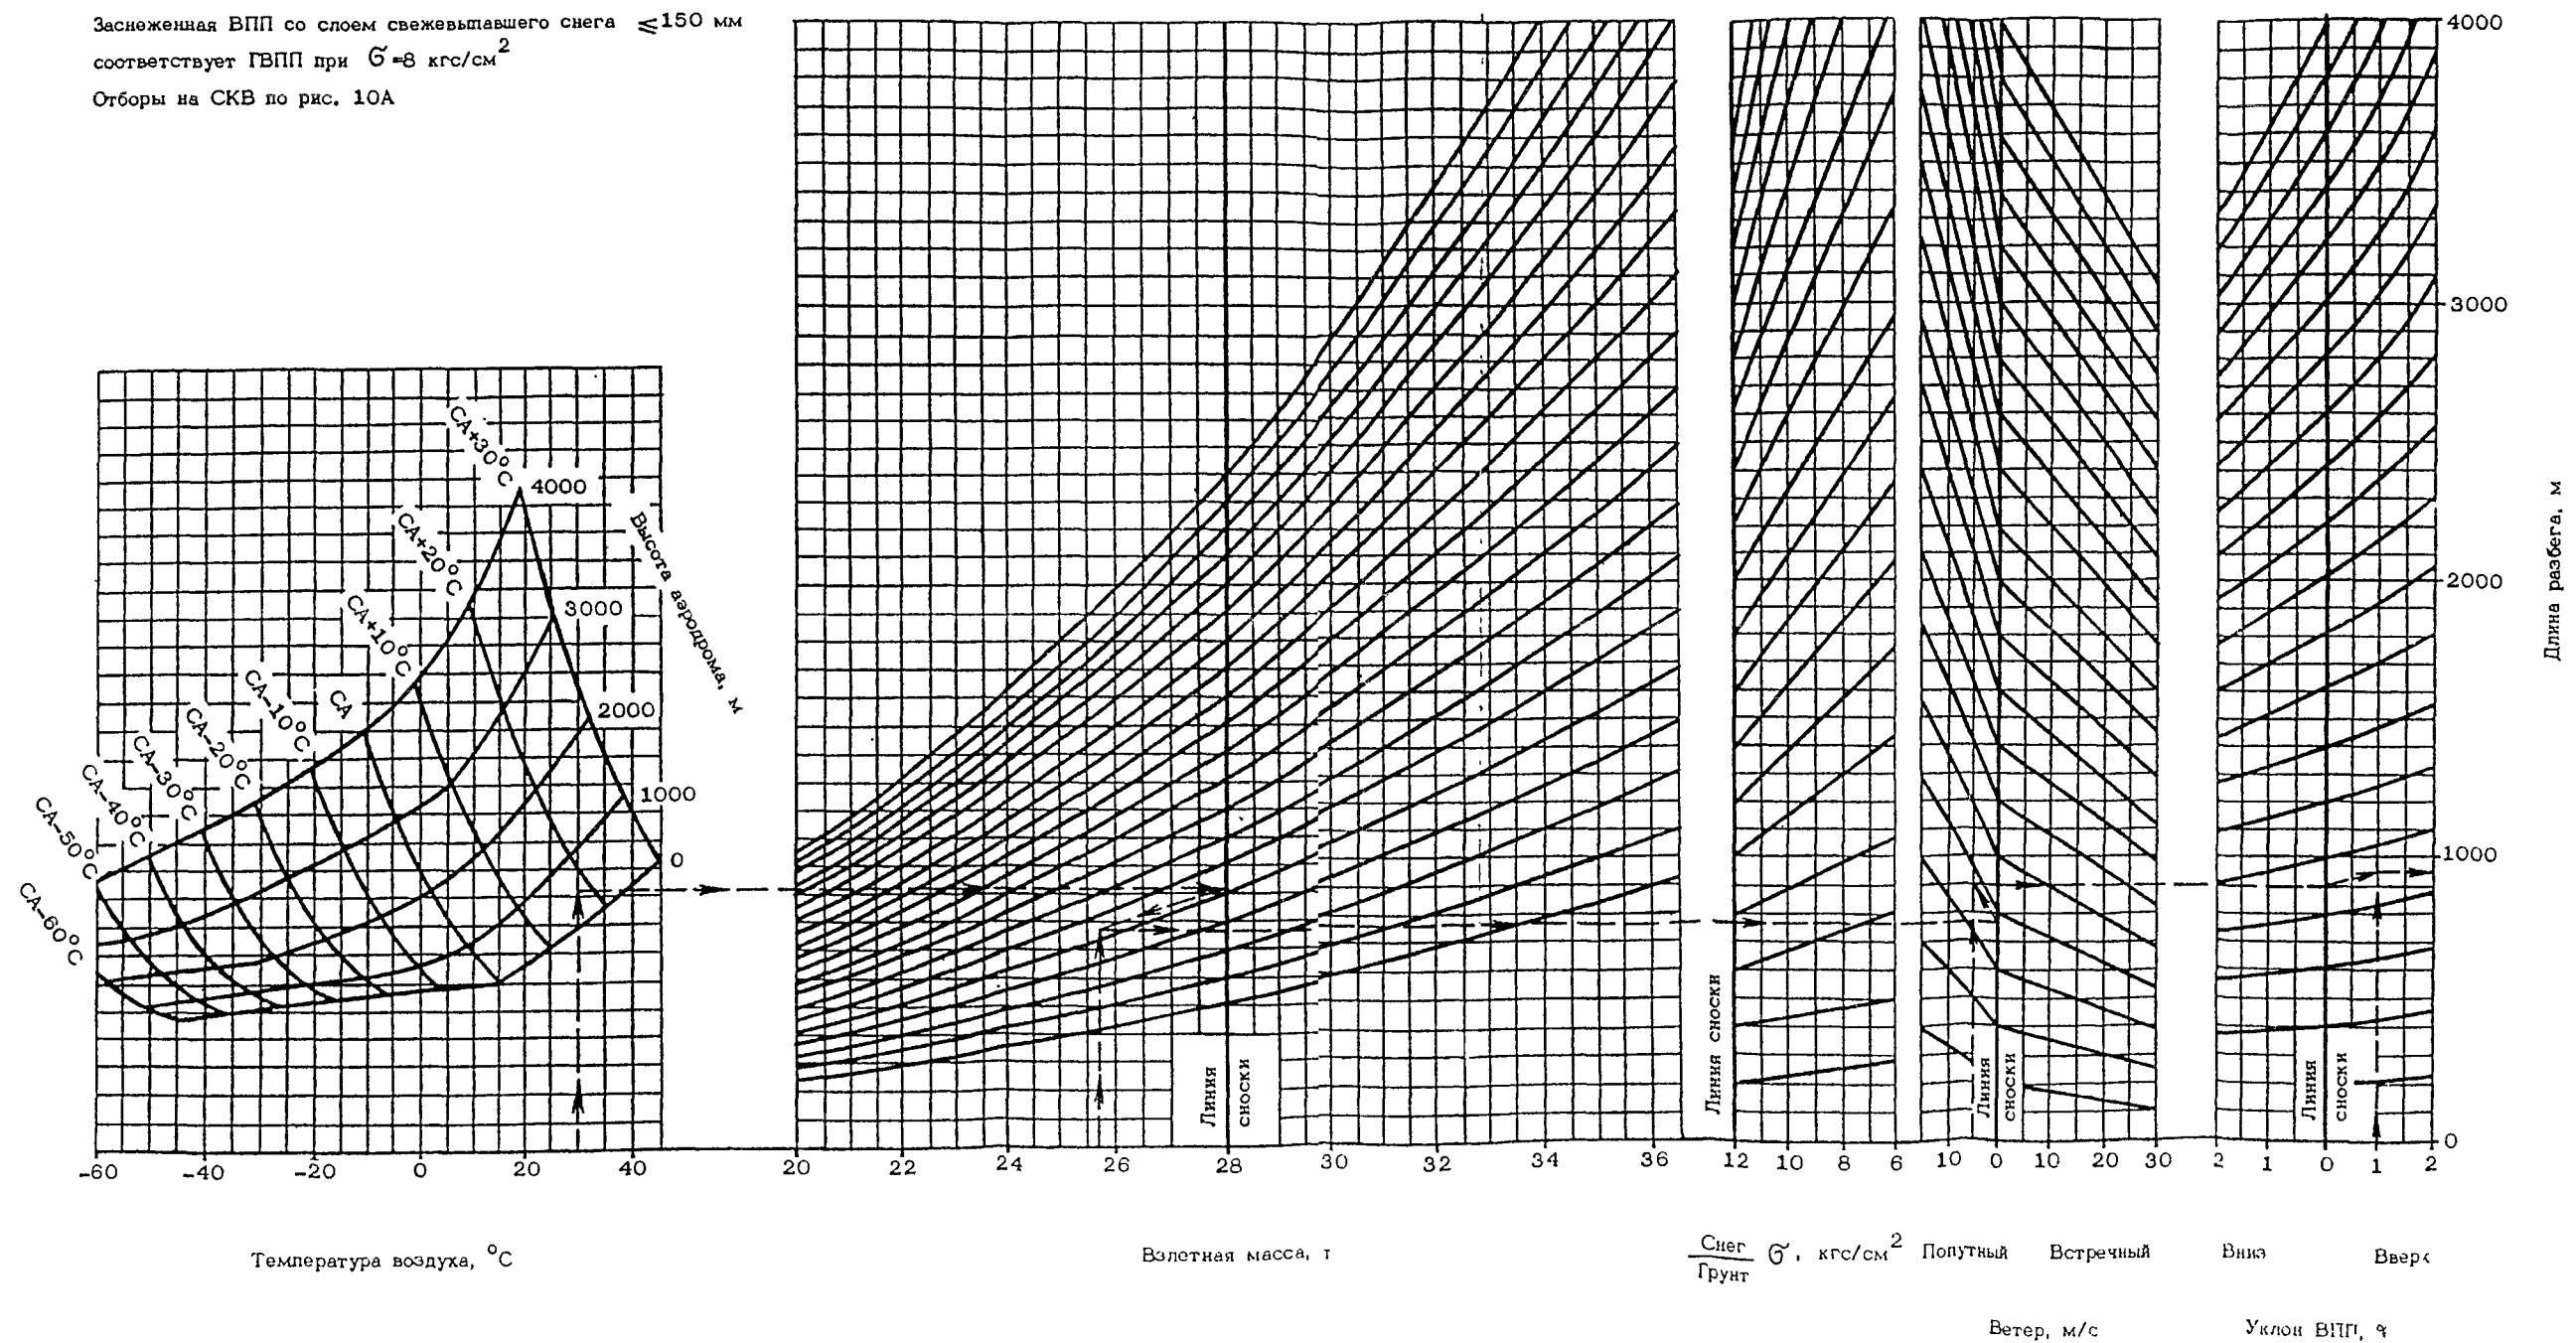 Заснеженная ВПП со слоем свежевыпавшего снега ≤150 мм
соответствует ГВПП при σ=8 кгс/см²
Отборы на СКВ по рис. 10А
4000
3000
2000
1000
0
Длина разбега, м
СА+30°С
СА+20°С
СА+10°С
СА
СА-10°С
СА-20°С
СА-30°С
СА-40°С
СА-50°С
СА-60°С
4000
3000
2000
1000
0
Высота аэродрома, м
Линия сноски
Линия сноски
Линия сноски
Линия сноски
-60 -40 -20 0 20 40
20 22 24 26 28 30 32 34 36
12 10 8 6
10 0 10 20 30
2 1 0 1 2
Температура воздуха, °С
Взлетная масса, т
Снег
Грунт
σ, кгс/см²
Попутный Встречный
Вниз Вверх
Ветер, м/с
Уклон ВПП, %